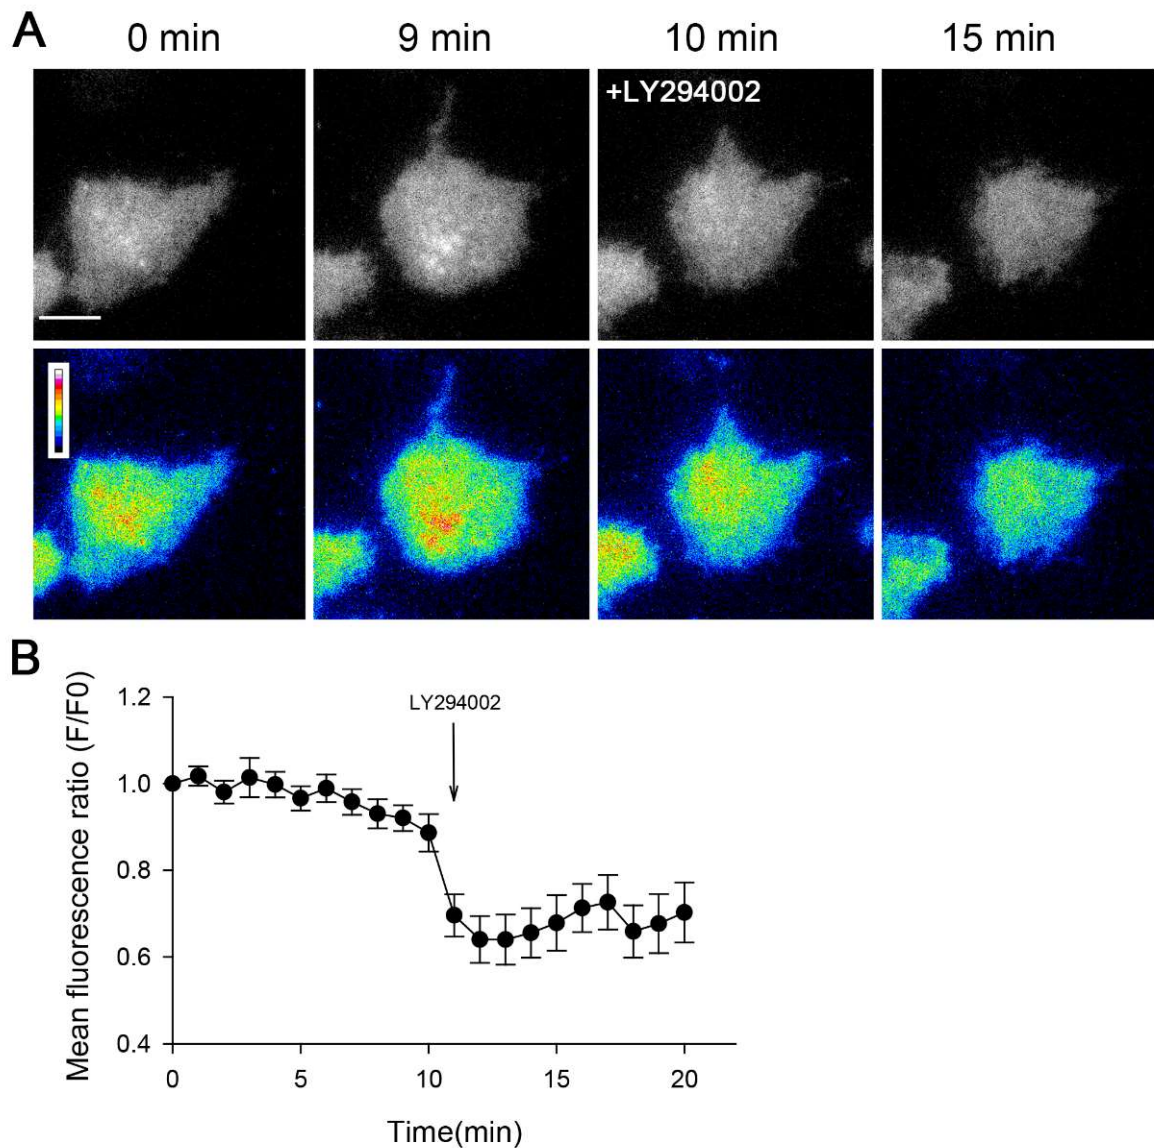 A
0 min 9 min 10 min 15 min
+LY294002
B
Mean fluorescence ratio (F/F0)
1.2
1.0
0.8
0.6
0.4
LY294002
0 5 10 15 20
Time(min)